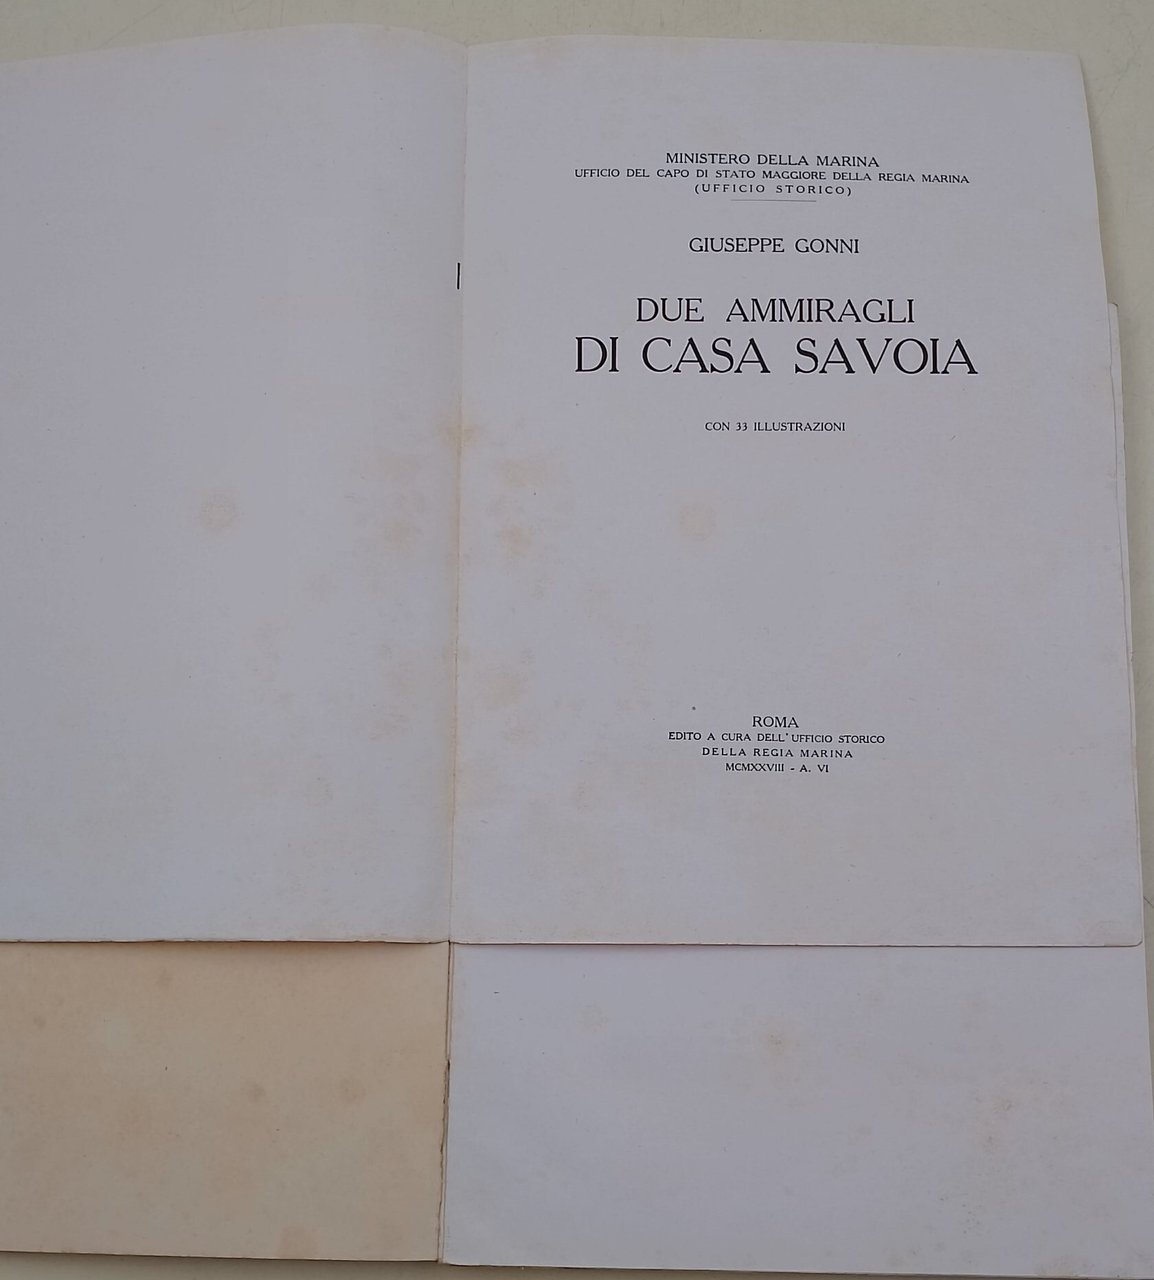 MINISTERO DELLA MARINA
UFFICIO DEL CAPO DI STATO MAGGIORE DELLA REGIA MARINA
(UFFICIO STORICO)
GIUSEPPE GONNI
DUE AMMIRAGLI
DI CASA SAVOIA
CON 33 ILLUSTRAZIONI
ROMA
EDITO A CURA DELL'UFFICIO STORICO
DELLA REGIA MARINA
MCMXXVIII - A. VI